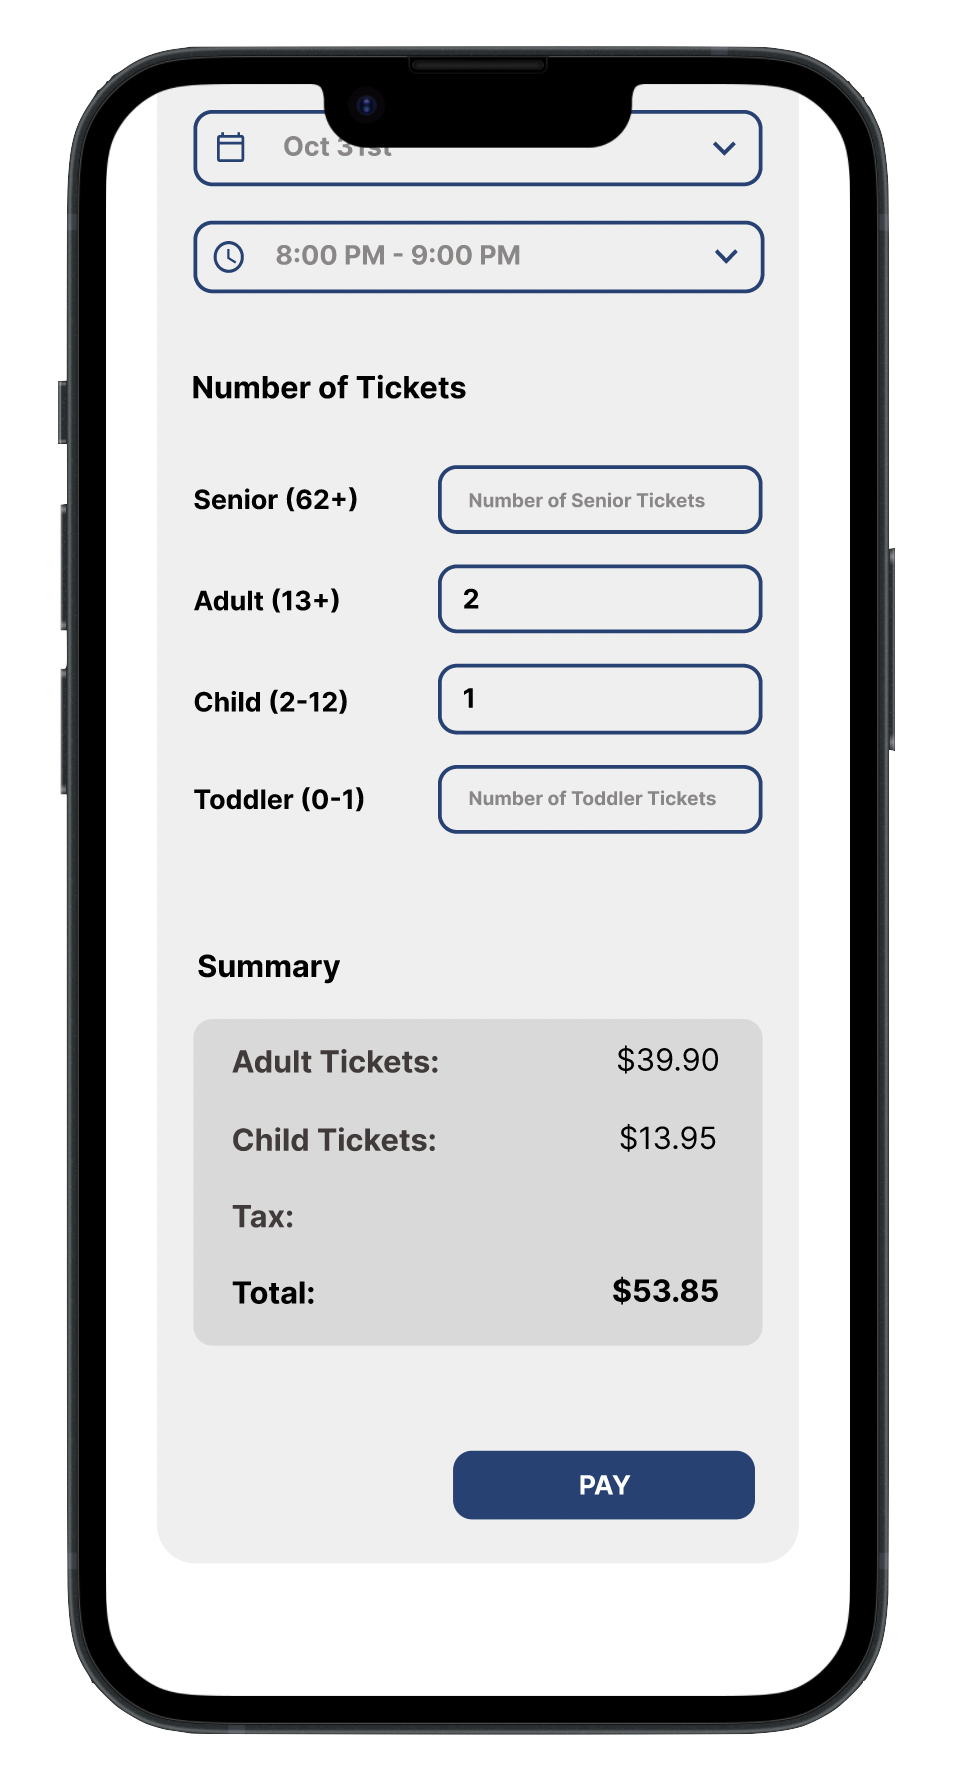 Oct 31st
8:00 PM - 9:00 PM
Number of Tickets
Senior (62+)
Number of Senior Tickets
Adult (13+)
2
Child (2-12)
1
Toddler (0-1)
Number of Toddler Tickets
Summary
Adult Tickets: $39.90
Child Tickets: $13.95
Tax:
Total: $53.85
PAY